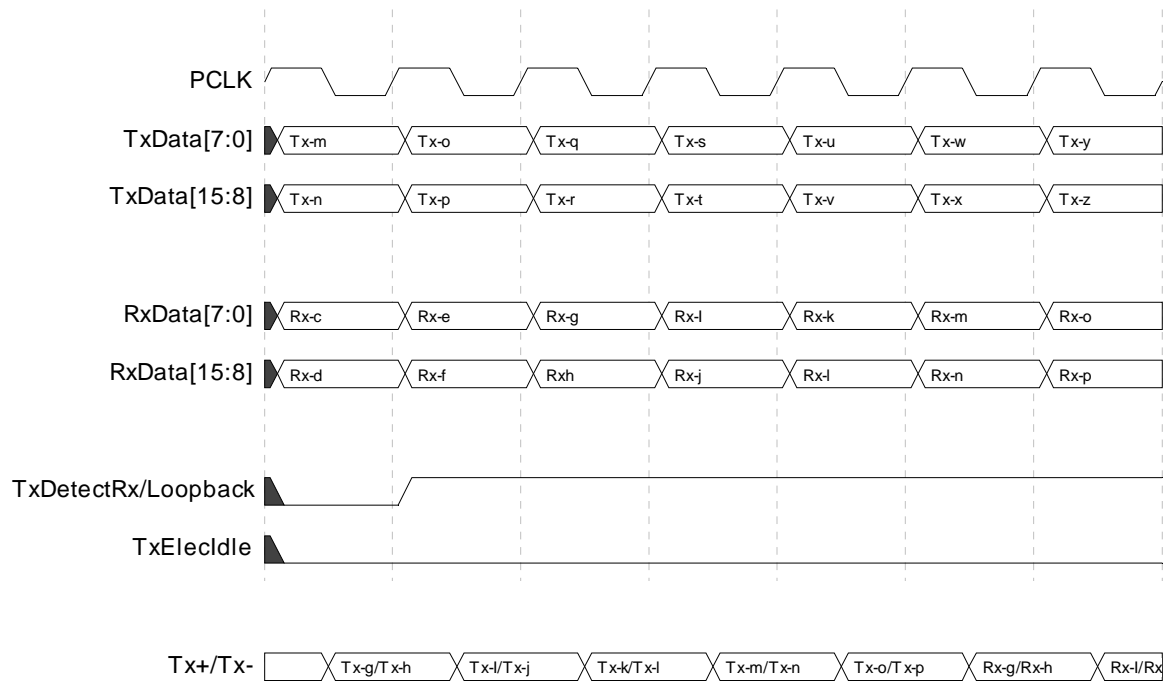 PCLK
TxData[7:0] Tx-m Tx-o Tx-q Tx-s Tx-u Tx-w Tx-y
TxData[15:8] Tx-n Tx-p Tx-r Tx-t Tx-v Tx-x Tx-z
RxData[7:0] Rx-c Rx-e Rx-g Rx-I Rx-k Rx-m Rx-o
RxData[15:8] Rx-d Rx-f Rxh Rx-j Rx-l Rx-n Rx-p
TxDetectRx/Loopback
TxElecIdle
Tx+/Tx- Tx-g/Tx-h Tx-I/Tx-j Tx-k/Tx-l Tx-m/Tx-n Tx-o/Tx-p Rx-g/Rx-h Rx-I/Rx